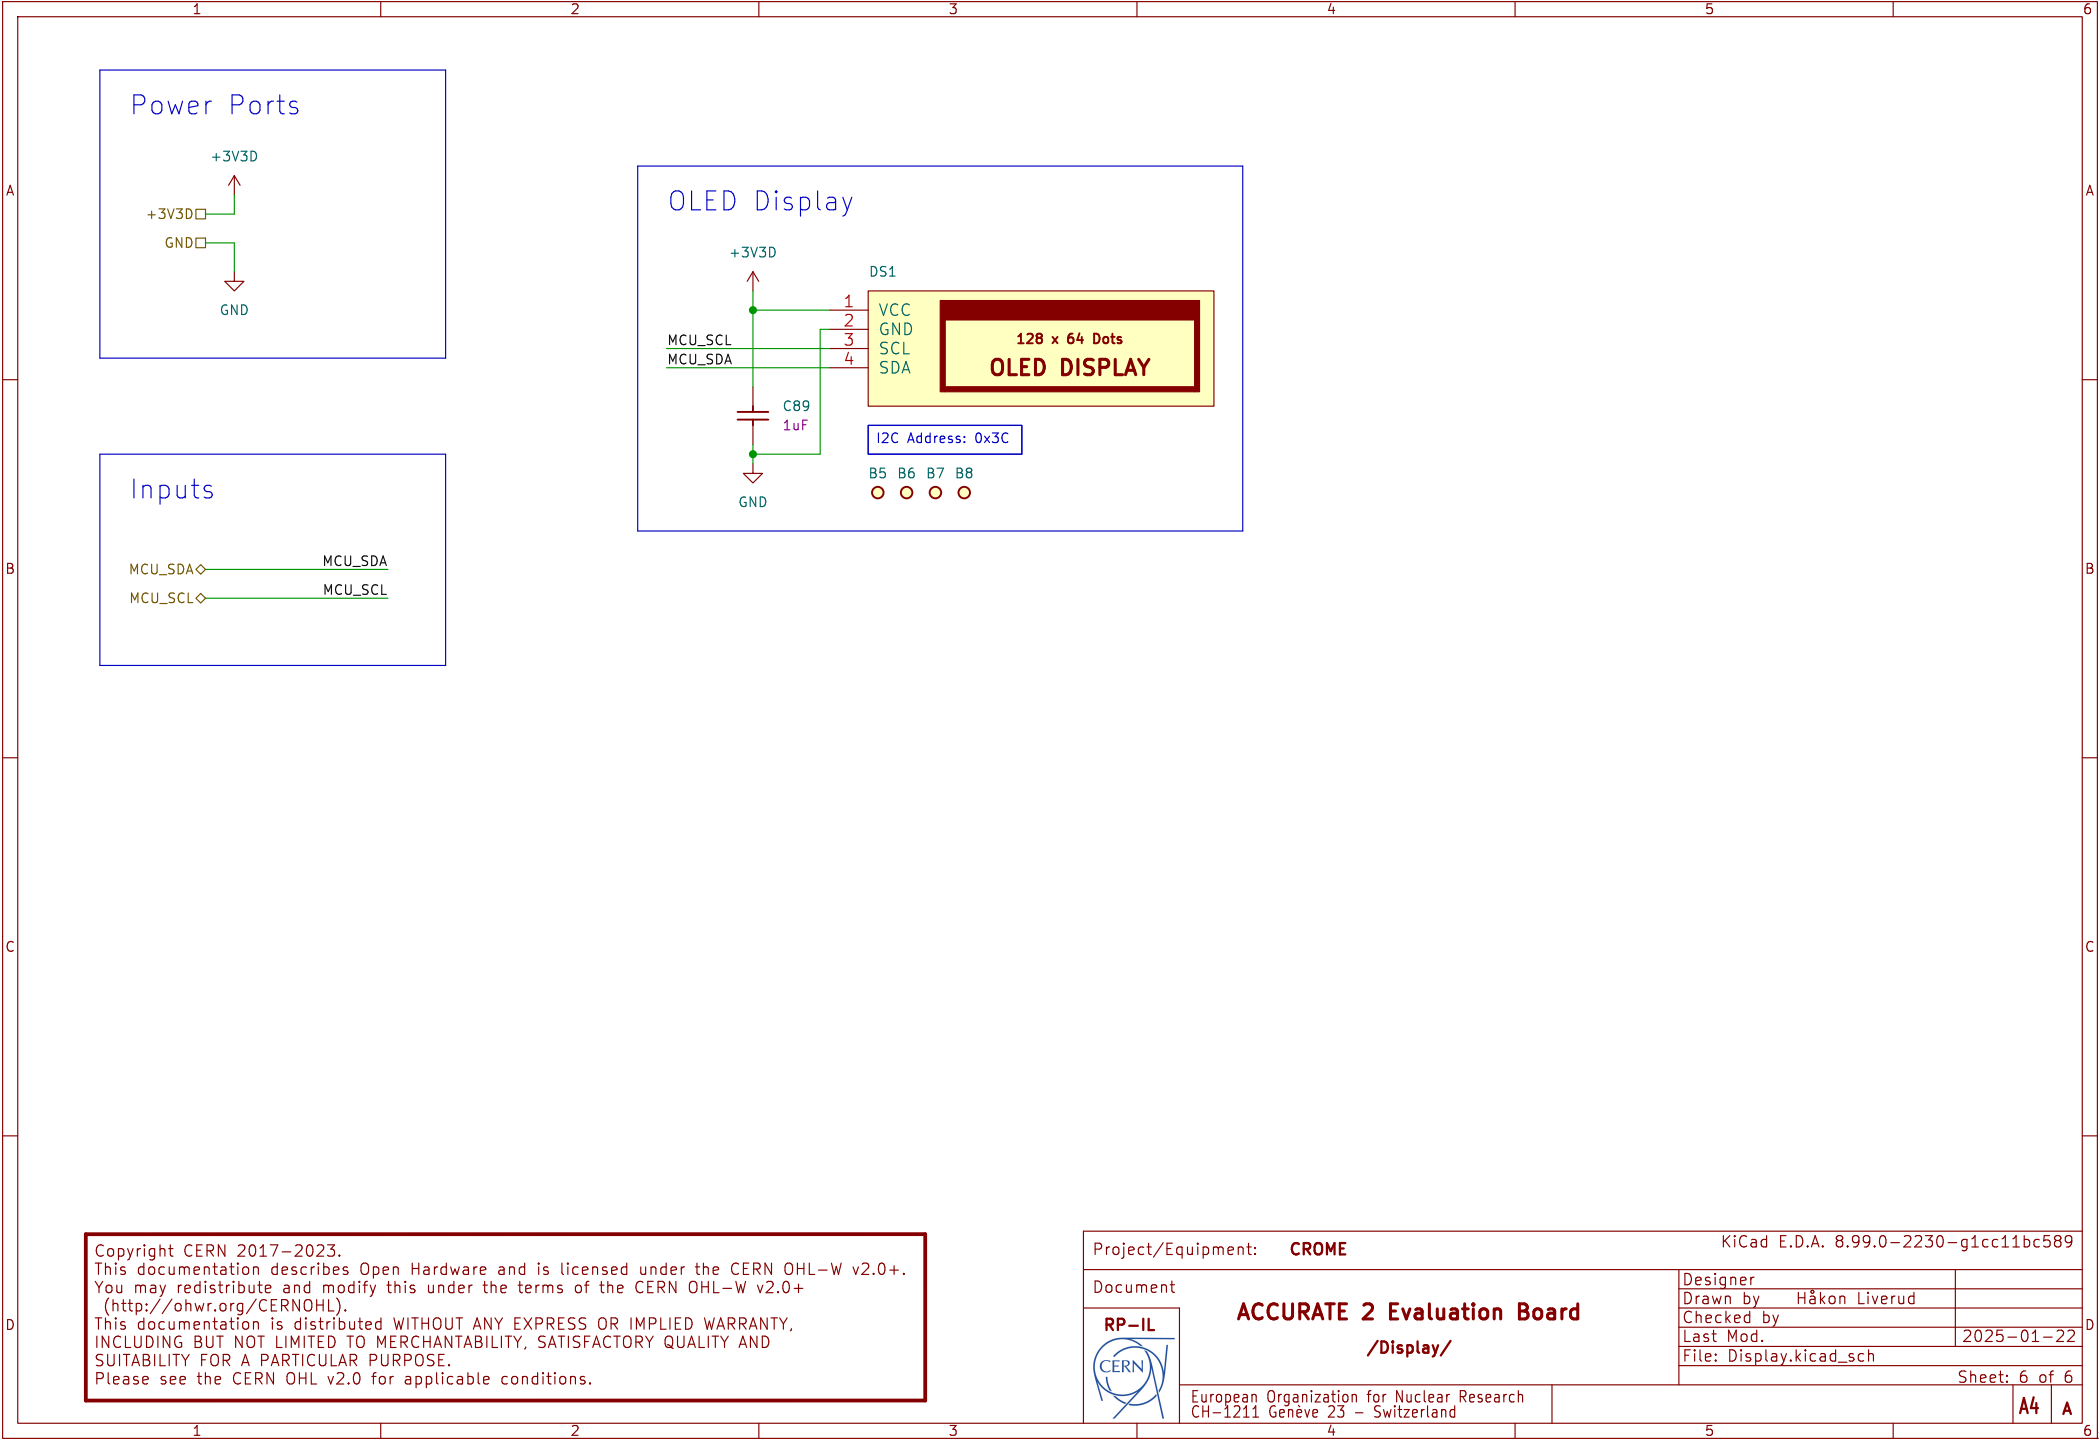 1 2 3 4 5 6
A A
Power Ports
+3V3D
+3V3D
GND
GND
OLED Display
+3V3D
DS1
1 VCC
2 GND
MCU_SCL 3 SCL
MCU_SDA 4 SDA
128 x 64 Dots
OLED DISPLAY
C89
1uF
I2C Address: 0x3C
B5 B6 B7 B8
GND
Inputs
MCU_SDA MCU_SDA
MCU_SCL MCU_SCL
B B
C C
D D
Copyright CERN 2017-2023.
This documentation describes Open Hardware and is licensed under the CERN OHL-W v2.0+.
You may redistribute and modify this under the terms of the CERN OHL-W v2.0+
(http://ohwr.org/CERNOHL).
This documentation is distributed WITHOUT ANY EXPRESS OR IMPLIED WARRANTY,
INCLUDING BUT NOT LIMITED TO MERCHANTABILITY, SATISFACTORY QUALITY AND
SUITABILITY FOR A PARTICULAR PURPOSE.
Please see the CERN OHL v2.0 for applicable conditions.
Project/Equipment: CROME
KiCad E.D.A. 8.99.0-2230-g1cc11bc589
Document
ACCURATE 2 Evaluation Board
/Display/
RP-IL
CERN
Designer
Drawn by Håkon Liverud
Checked by
Last Mod. 2025-01-22
File: Display.kicad_sch
Sheet: 6 of 6
European Organization for Nuclear Research
CH-1211 Genève 23 - Switzerland
A4 A
1 2 3 4 5 6